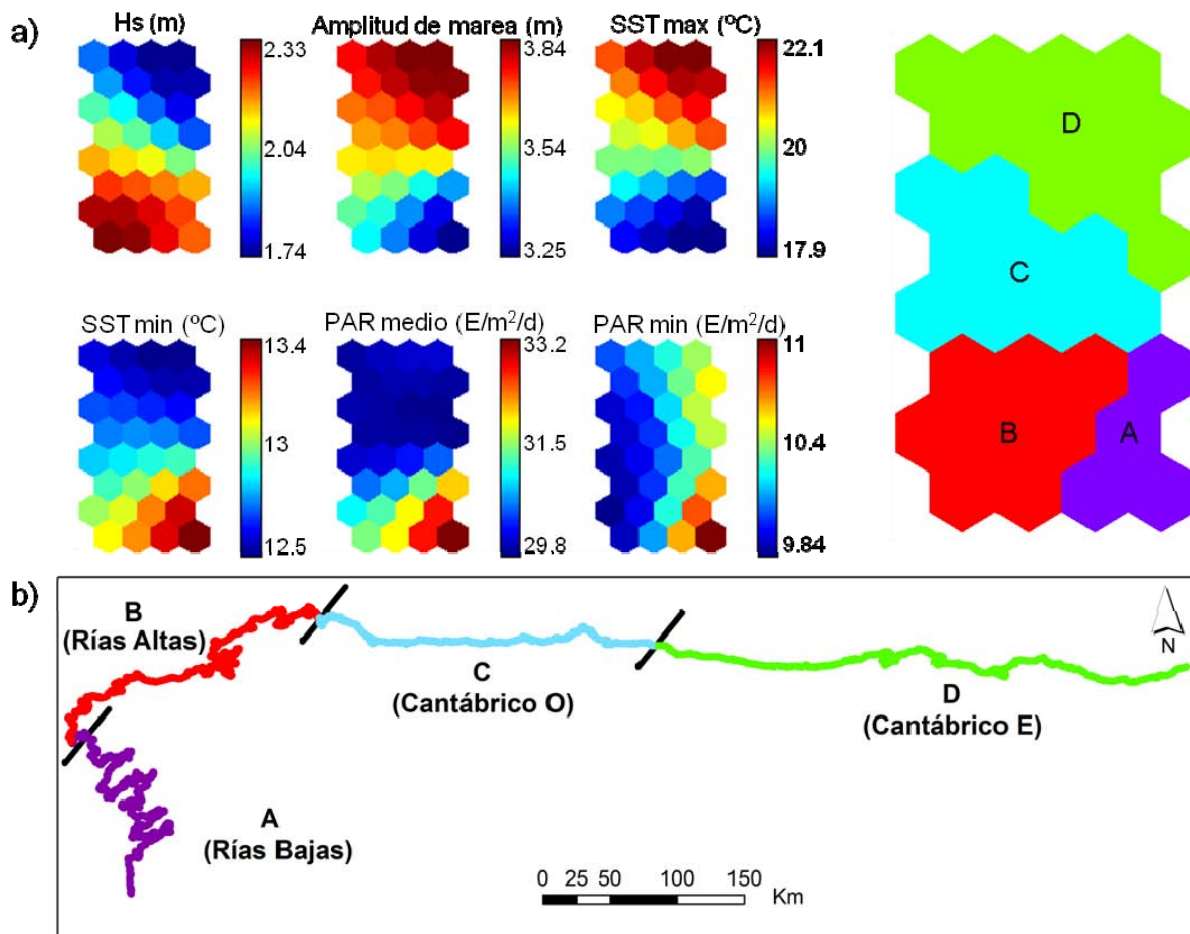 a)
Hs (m)
2.33
2.04
1.74
Amplitud de marea (m)
3.84
3.54
3.25
SST max (ºC)
22.1
20
17.9
SST min (ºC)
13.4
13
12.5
PAR medio (E/m²/d)
33.2
31.5
29.8
PAR min (E/m²/d)
11
10.4
9.84
D
C
B
A
b)
B
(Rías Altas)
C
(Cantábrico O)
D
(Cantábrico E)
A
(Rías Bajas)
N
0 25 50 100 150
Km